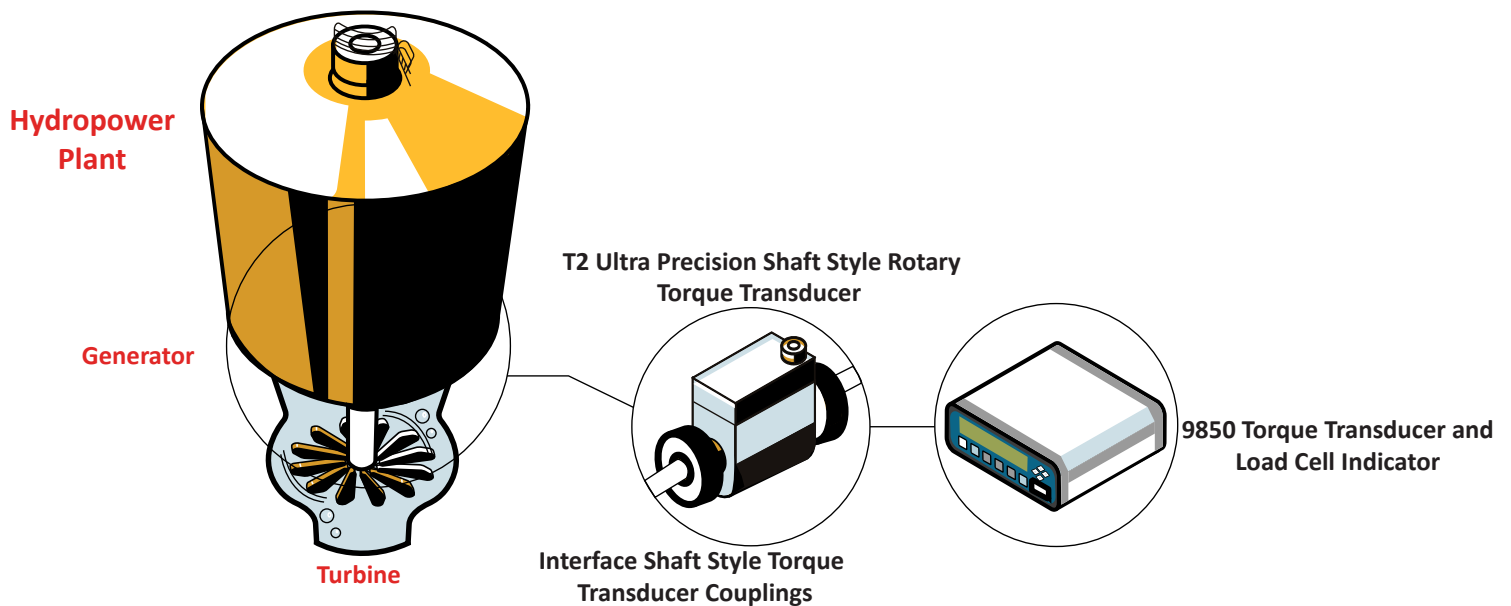 Hydropower
Plant
Generator
Turbine
T2 Ultra Precision Shaft Style Rotary
Torque Transducer
Interface Shaft Style Torque
Transducer Couplings
9850 Torque Transducer and
Load Cell Indicator